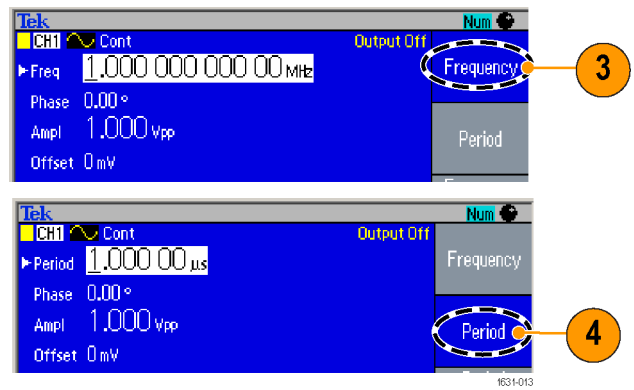 Tek Num
CH1 Cont Output Off
Freq 1.000 000 000 00 MHz Frequency 3
Phase 0.00 °
Ampl 1.000 Vpp Period
Offset 0 mV
Tek Num
CH1 Cont Output Off
Period 1.000 00 µs Frequency
Phase 0.00 °
Ampl 1.000 Vpp Period 4
Offset 0 mV
1631-013